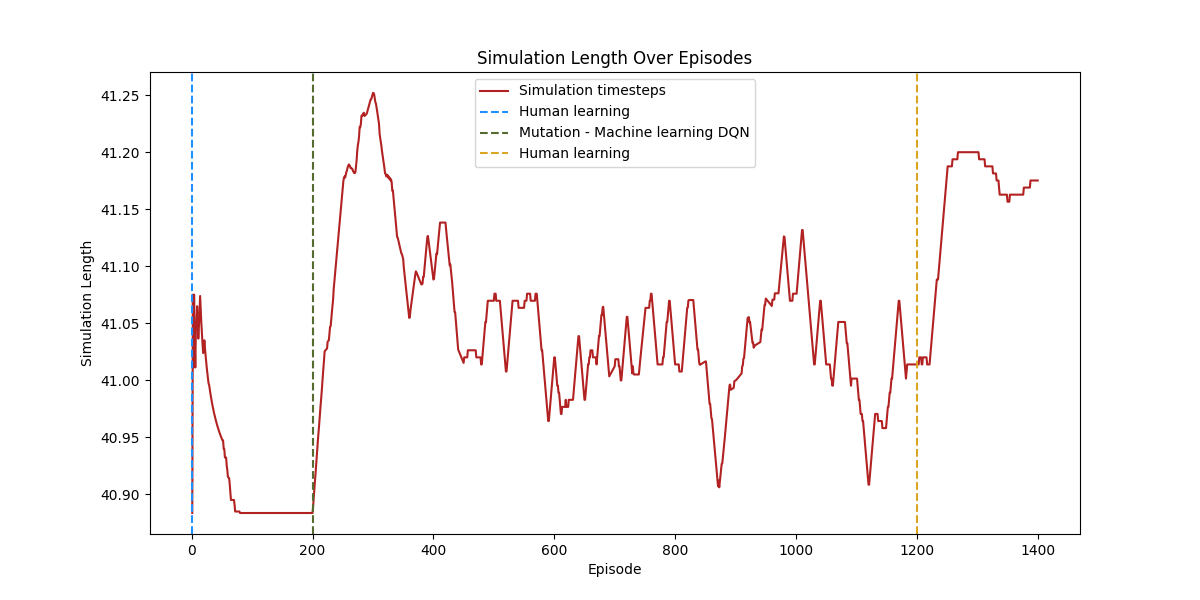 Simulation Length Over Episodes
Simulation timesteps
Human learning
Mutation - Machine learning DQN
Human learning
Simulation Length
41.25
41.20
41.15
41.10
41.05
41.00
40.95
40.90
0 200 400 600 800 1000 1200 1400
Episode